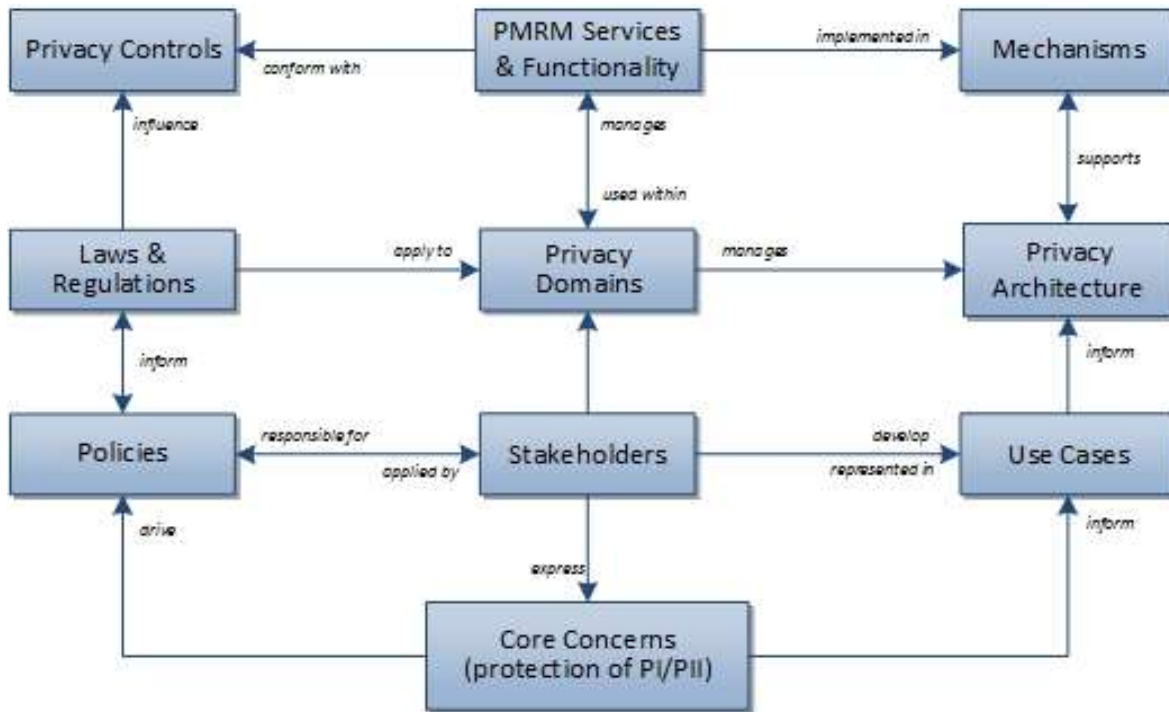 Privacy Controls
PMRM Services
& Functionality
Mechanisms
conform with
implemented in
influence
manages
supports
used within
Laws &
Regulations
apply to
Privacy
Domains
manages
Privacy
Architecture
inform
inform
Policies
responsible for
applied by
Stakeholders
develop
represented in
Use Cases
drive
inform
express
Core Concerns
(protection of PI/PII)